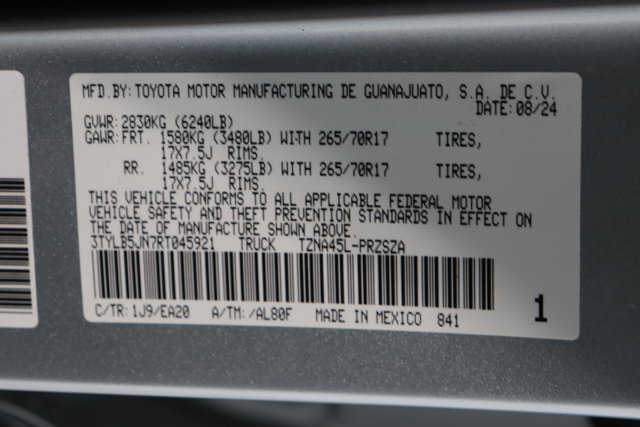 MFD.BY:TOYOTA MOTOR MANUFACTURING DE GUANAJUATO, S.A. DE C.V.
DATE:08/24
GVWR:2830KG (6240LB)
GAWR:FRT. 1580KG (3480LB) WITH 265/70R17 TIRES,
17X7.5J RIMS.
RR. 1485KG (3275LB) WITH 265/70R17 TIRES,
17X7.5J RIMS.
THIS VEHICLE CONFORMS TO ALL APPLICABLE FEDERAL MOTOR
VEHICLE SAFETY AND THEFT PREVENTION STANDARDS IN EFFECT ON
THE DATE OF MANUFACTURE SHOWN ABOVE.
3TYLB5JN7RT045921 TRUCK TZNA45L-PRZSZA
C/TR:1J9/EA20 A/TM:/AL80F MADE IN MEXICO 841 1